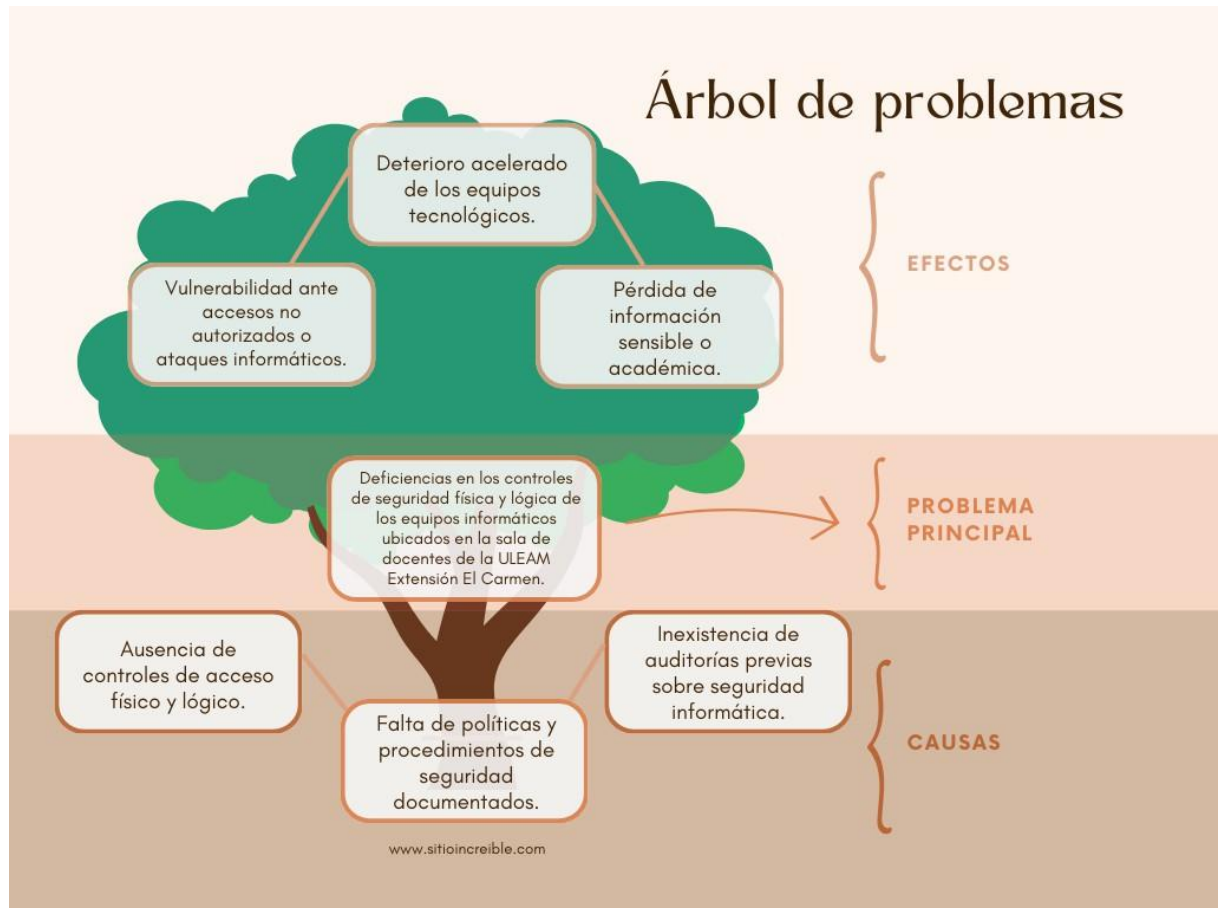 Árbol de problemas
Deterioro acelerado
de los equipos
tecnológicos.
Vulnerabilidad ante
accesos no
autorizados o
ataques informáticos.
Pérdida de
información
sensible o
académica.
EFECTOS
Deficiencias en los controles
de seguridad física y lógica de
los equipos informáticos
ubicados en la sala de
docentes de la ULEAM
Extensión El Carmen.
PROBLEMA
PRINCIPAL
Ausencia de
controles de acceso
físico y lógico.
Inexistencia de
auditorías previas
sobre seguridad
informática.
Falta de políticas y
procedimientos de
seguridad
documentados.
CAUSAS
www.sitioincreible.com